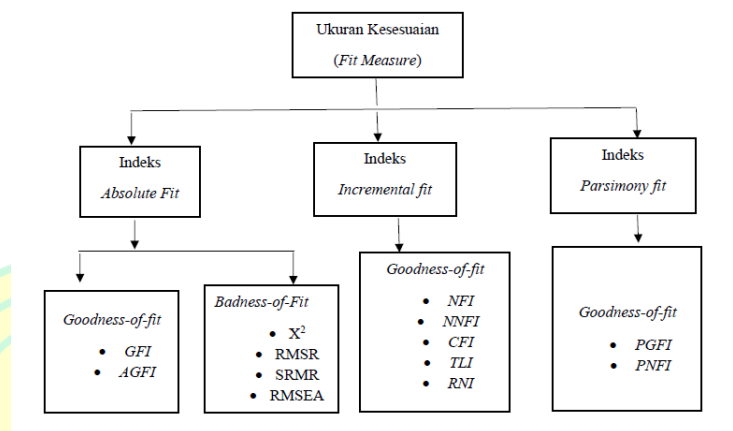 Ukuran Kesesuaian
(Fit Measure)
Indeks
Absolute Fit
Indeks
Incremental fit
Indeks
Parsimony fit
Goodness-of-fit
• GFI
• AGFI
Badness-of-Fit
• X²
• RMSR
• SRMR
• RMSEA
Goodness-of-fit
• NFI
• NNFI
• CFI
• TLI
• RNI
Goodness-of-fit
• PGFI
• PNFI